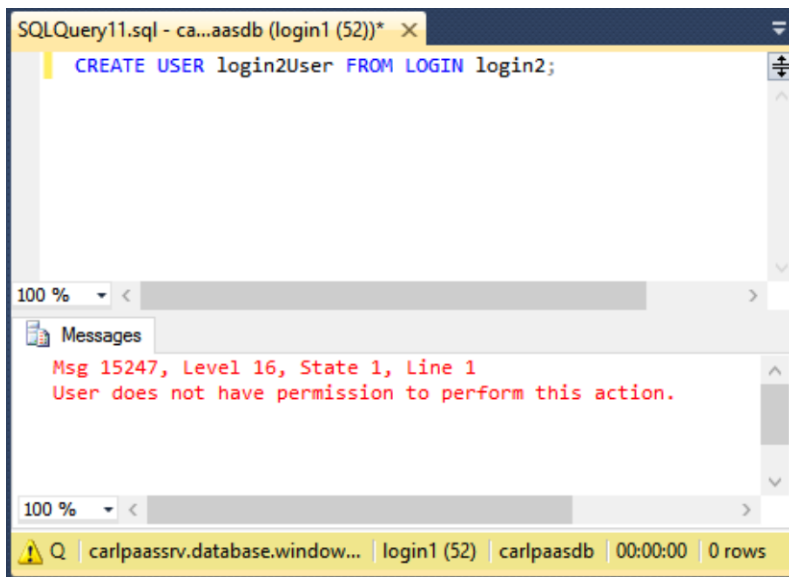 SQLQuery11.sql - ca...aasdb (login1 (52))*
CREATE USER login2User FROM LOGIN login2;
100 %
Messages
Msg 15247, Level 16, State 1, Line 1
User does not have permission to perform this action.
100 %
Q carlpaassrv.database.window... login1 (52) carlpaasdb 00:00:00 0 rows